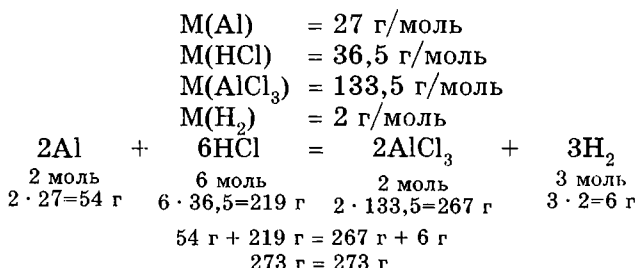 M(Al) = 27 г/моль
M(HCl) = 36,5 г/моль
M(AlCl₃) = 133,5 г/моль
M(H₂) = 2 г/моль
2Al + 6HCl = 2AlCl₃ + 3H₂
2 моль 6 моль 2 моль 3 моль
2 · 27=54 г 6 · 36,5=219 г 2 · 133,5=267 г 3 · 2=6 г
54 г + 219 г = 267 г + 6 г
273 г = 273 г